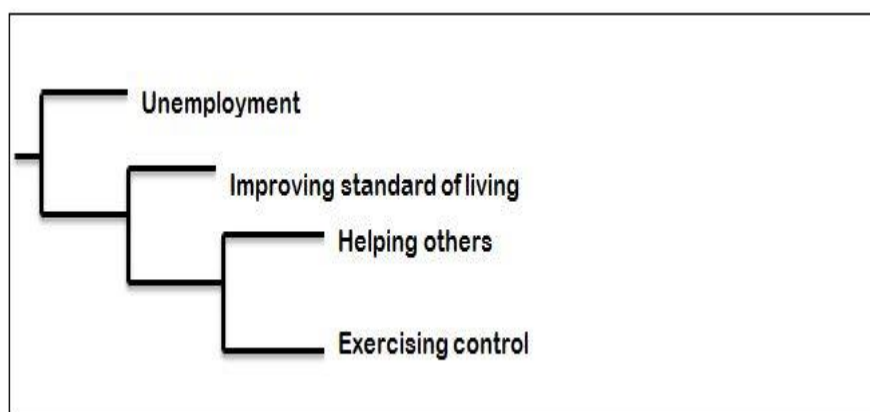 Unemployment
Improving standard of living
Helping others
Exercising control